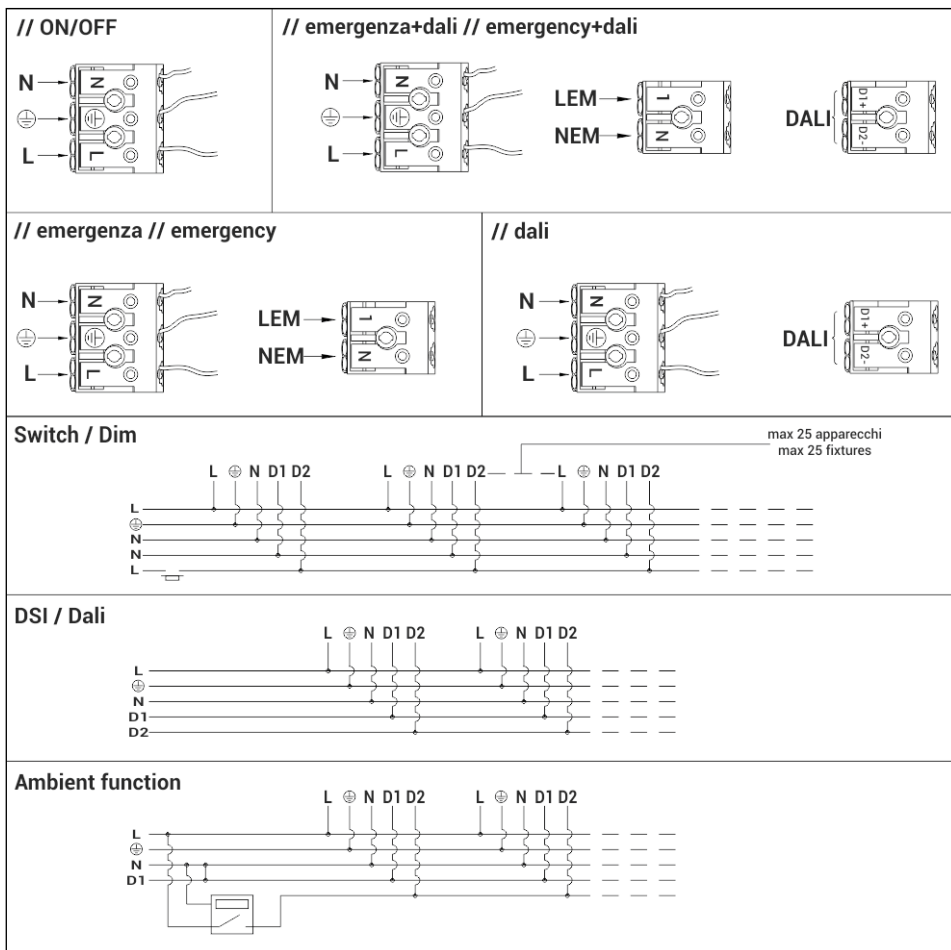 // ON/OFF
N
L
N
L
// emergenza+dali // emergency+dali
N
L
N
L
LEM
NEM
1
N
DALI
D1+
D2-
// emergenza // emergency
N
L
N
L
LEM
NEM
1
N
// dali
N
L
N
L
DALI
D1+
D2-
Switch / Dim
max 25 apparecchi
max 25 fixtures
L N D1 D2 L N D1 D2 L N D1 D2
L
N
N
L
DSI / Dali
L N D1 D2 L N D1 D2
L
N
D1
D2
Ambient function
L N D1 D2 L N D1 D2
L
N
D1